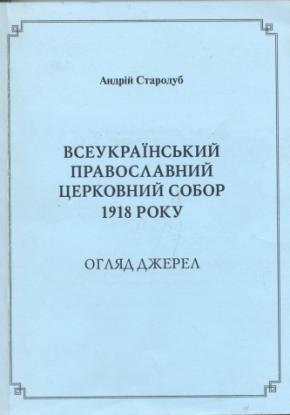 Андрій Стародуб
ВСЕУКРАЇНСЬКИЙ
ПРАВОСЛАВНИЙ
ЦЕРКОВНИЙ СОБОР
1918 РОКУ
ОГЛЯД ДЖЕРЕЛ